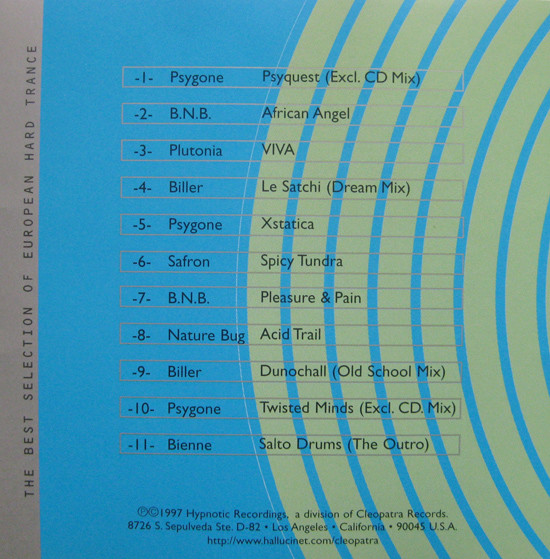 THE BEST SELECTION OF EUROPEAN HARD TRANCE
-1- Psygone Psyquest (Excl. CD Mix)
-2- B.N.B. African Angel
-3- Plutonia VIVA
-4- Biller Le Satchi (Dream Mix)
-5- Psygone Xstatica
-6- Safron Spicy Tundra
-7- B.N.B. Pleasure & Pain
-8- Nature Bug Acid Trail
-9- Biller Dunochall (Old School Mix)
-10- Psygone Twisted Minds (Excl. CD. Mix)
-11- Bienne Salto Drums (The Outro)
℗©1997 Hypnotic Recordings, a division of Cleopatra Records.
8726 S. Sepulveda Ste. D-82 • Los Angeles • California • 90045 U.S.A.
http://www.hallucinet.com/cleopatra